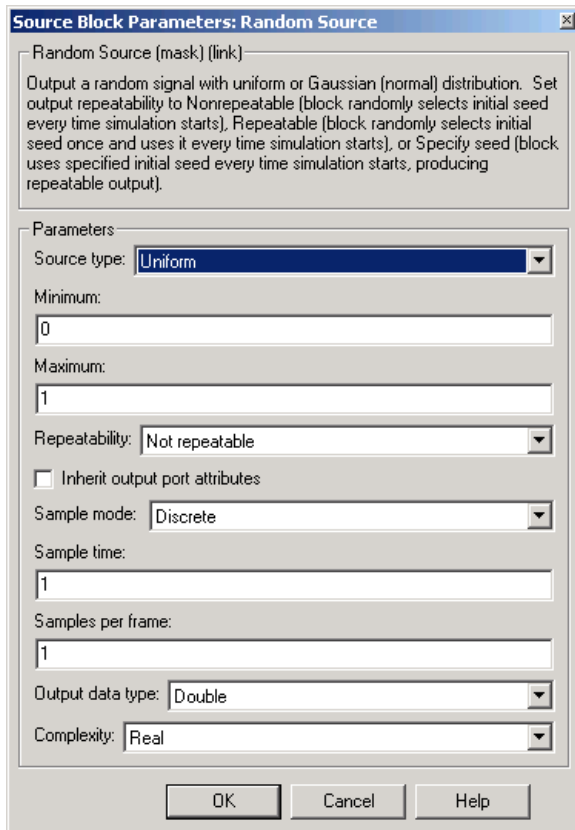 Source Block Parameters: Random Source
Random Source (mask) (link)
Output a random signal with uniform or Gaussian (normal) distribution. Set
output repeatability to Nonrepeatable (block randomly selects initial seed
every time simulation starts), Repeatable (block randomly selects initial
seed once and uses it every time simulation starts), or Specify seed (block
uses specified initial seed every time simulation starts, producing
repeatable output).
Parameters
Source type: Uniform
Minimum:
0
Maximum:
1
Repeatability: Not repeatable
Inherit output port attributes
Sample mode: Discrete
Sample time:
1
Samples per frame:
1
Output data type: Double
Complexity: Real
OK Cancel Help